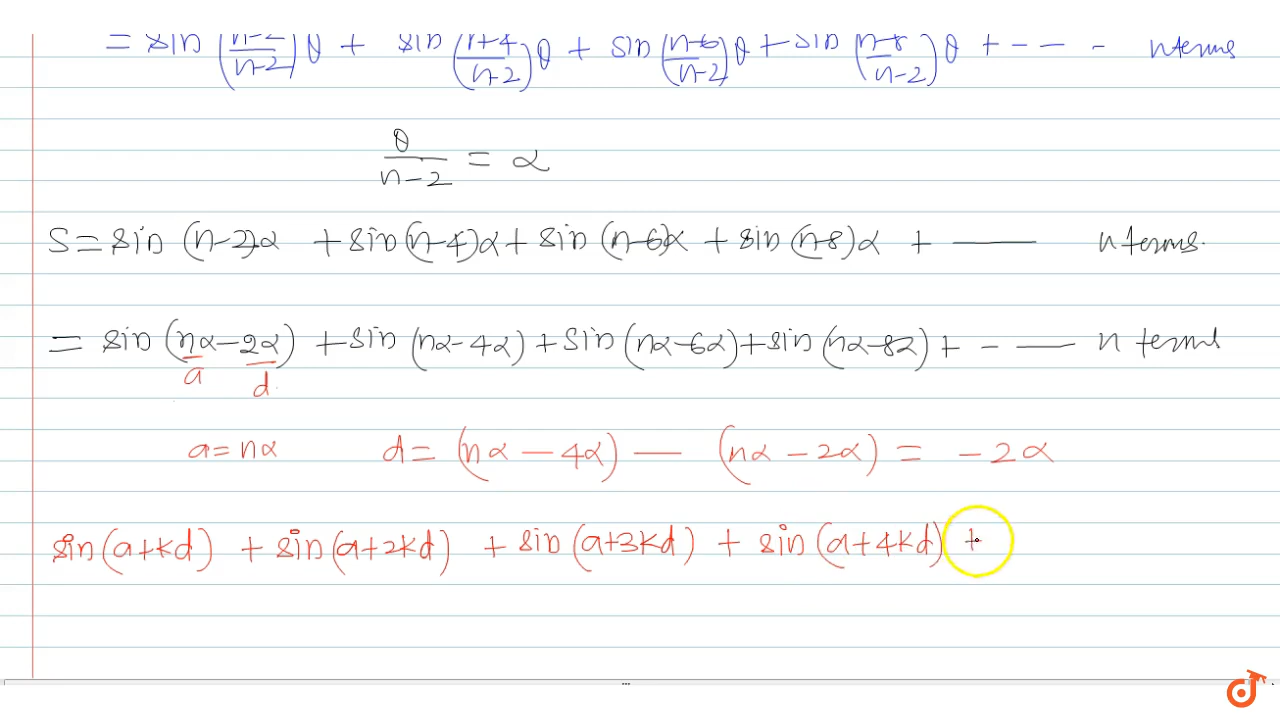 = sin (n-2/n-2)θ + sin (n+4/n-2)θ + sin (n-6/n-2)θ + sin (n-8/n-2)θ + - - - n terms
θ/n-2 = α
S = sin (n-2)α + sin (n-4)α + sin (n-6)α + sin (n-8)α + —— n terms.
= sin (nα-2α) + sin (nα-4α) + sin (nα-6α) + sin (nα-8α) + - — n terms
a d
a = nα d = (nα - 4α) — (nα - 2α) = -2α
sin (a+kd) + sin (a+2kd) + sin (a+3kd) + sin (a+4kd) +